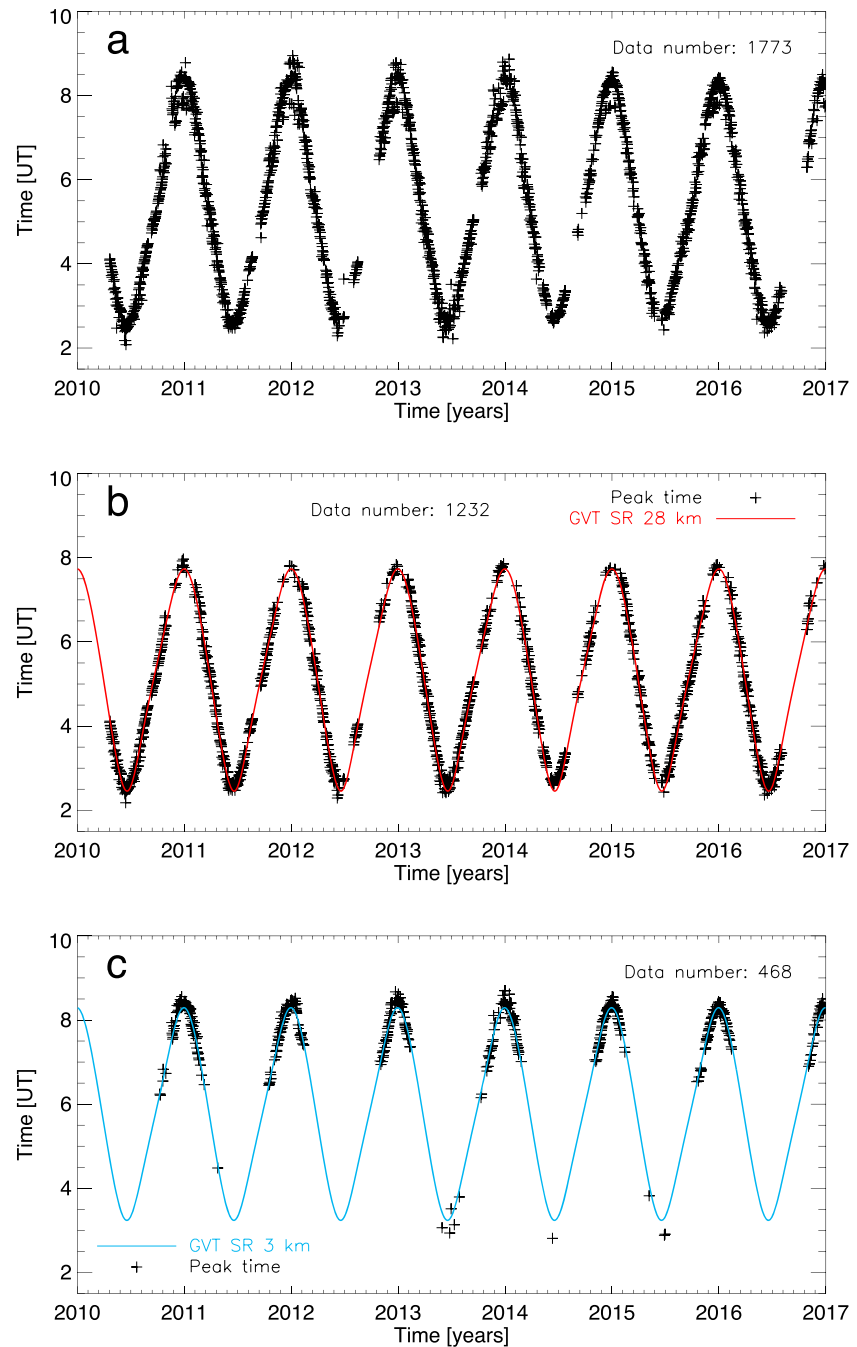 a
Data number: 1773
10
8
6
4
2
Time [UT]
2010 2011 2012 2013 2014 2015 2016 2017
Time [years]
b
Data number: 1232
Peak time
GVT SR 28 km
10
8
6
4
2
Time [UT]
2010 2011 2012 2013 2014 2015 2016 2017
Time [years]
c
Data number: 468
10
8
6
4
2
Time [UT]
GVT SR 3 km
Peak time
2010 2011 2012 2013 2014 2015 2016 2017
Time [years]